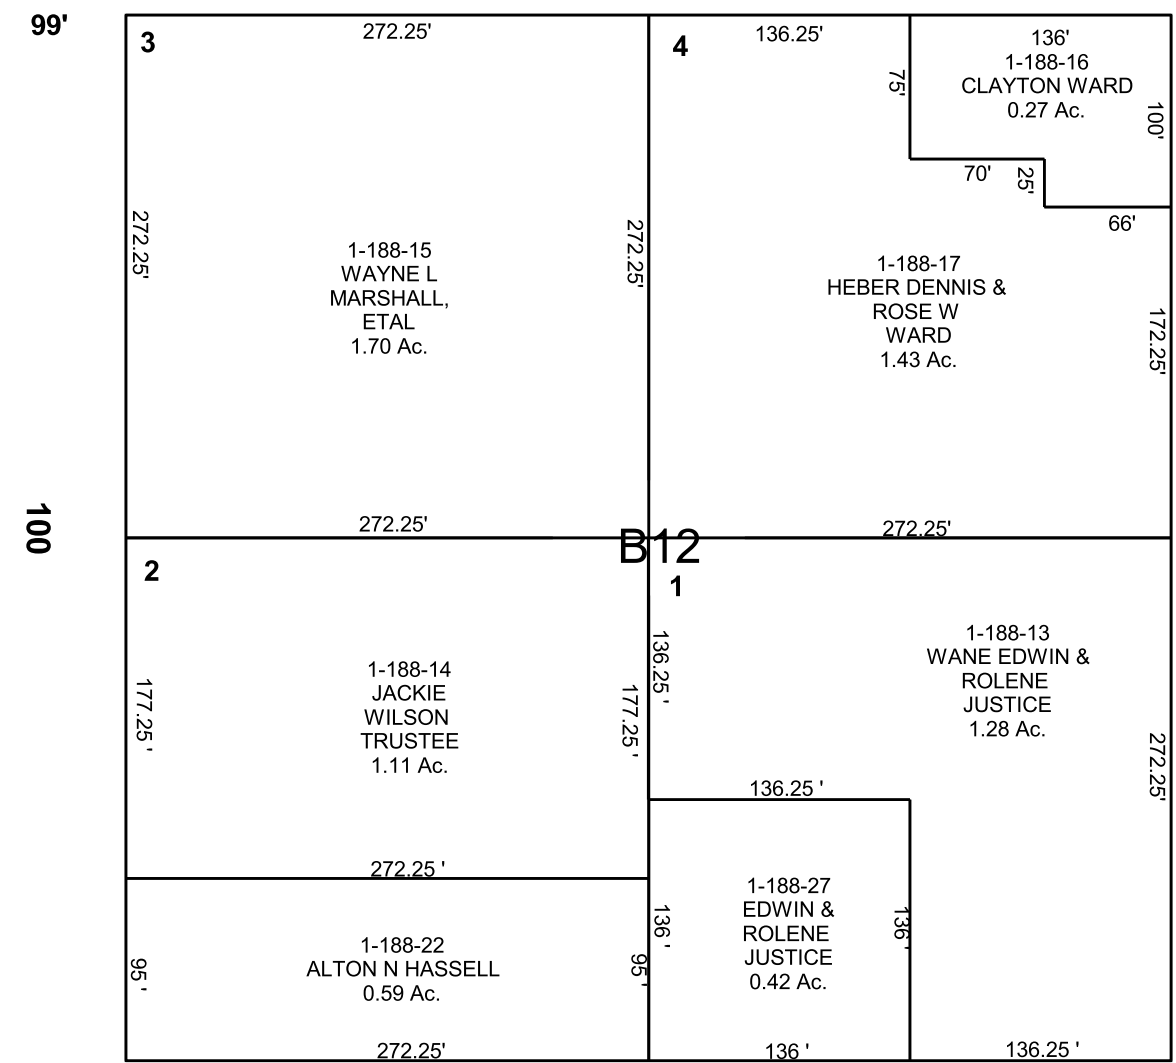 99'
100
B12
3
272.25'
272.25'
272.25'
1-188-15
WAYNE L
MARSHALL,
ETAL
1.70 Ac.
272.25'
4
136.25'
75'
136'
1-188-16
CLAYTON WARD
0.27 Ac.
100'
70'
25'
66'
1-188-17
HEBER DENNIS &
ROSE W
WARD
1.43 Ac.
172.25'
272.25'
2
177.25 '
1-188-14
JACKIE
WILSON
TRUSTEE
1.11 Ac.
177.25 '
272.25 '
95 '
1-188-22
ALTON N HASSELL
0.59 Ac.
95 '
272.25'
1
136.25 '
1-188-13
WANE EDWIN &
ROLENE
JUSTICE
1.28 Ac.
272.25'
136.25 '
136 '
1-188-27
EDWIN &
ROLENE
JUSTICE
0.42 Ac.
136 '
136 '
136.25 '